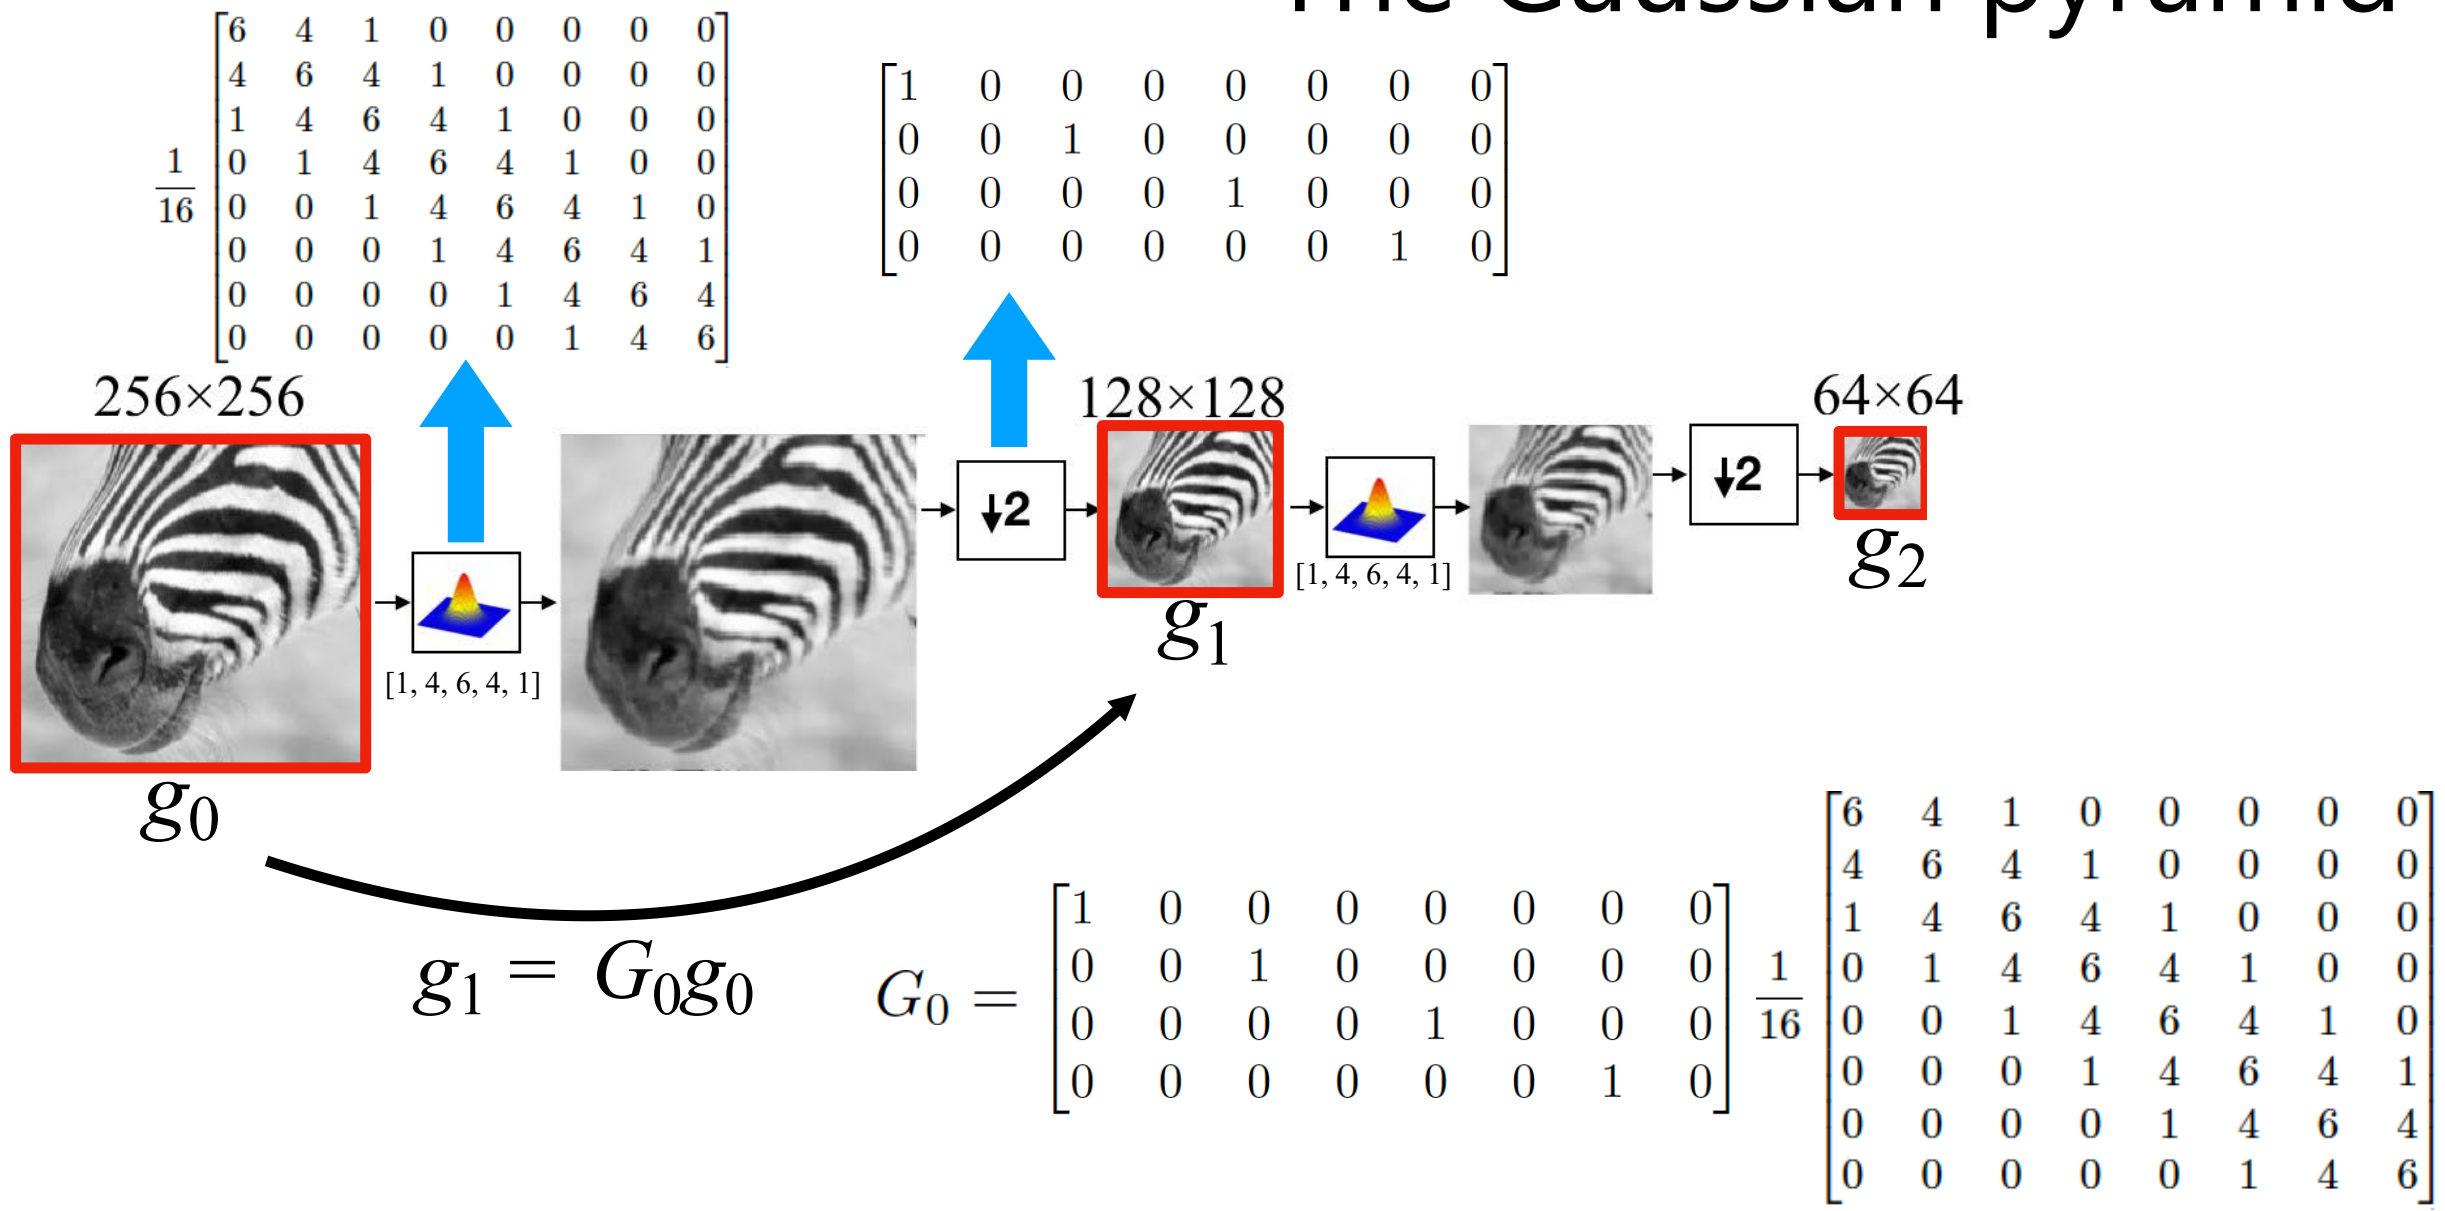 The Gaussian pyramid
6 4 1 0 0 0 0 0
4 6 4 1 0 0 0 0
1 4 6 4 1 0 0 0
0 1 4 6 4 1 0 0
0 0 1 4 6 4 1 0
0 0 0 1 4 6 4 1
0 0 0 0 1 4 6 4
0 0 0 0 0 1 4 6
1
16
1 0 0 0 0 0 0 0
0 0 1 0 0 0 0 0
0 0 0 0 1 0 0 0
0 0 0 0 0 0 1 0
256×256
128×128
64×64
↓2
↓2
[1, 4, 6, 4, 1]
[1, 4, 6, 4, 1]
g0
g1
g2
g1 = G0g0
G0 =
1 0 0 0 0 0 0 0
0 0 1 0 0 0 0 0
0 0 0 0 1 0 0 0
0 0 0 0 0 0 1 0
1
16
6 4 1 0 0 0 0 0
4 6 4 1 0 0 0 0
1 4 6 4 1 0 0 0
0 1 4 6 4 1 0 0
0 0 1 4 6 4 1 0
0 0 0 1 4 6 4 1
0 0 0 0 1 4 6 4
0 0 0 0 0 1 4 6